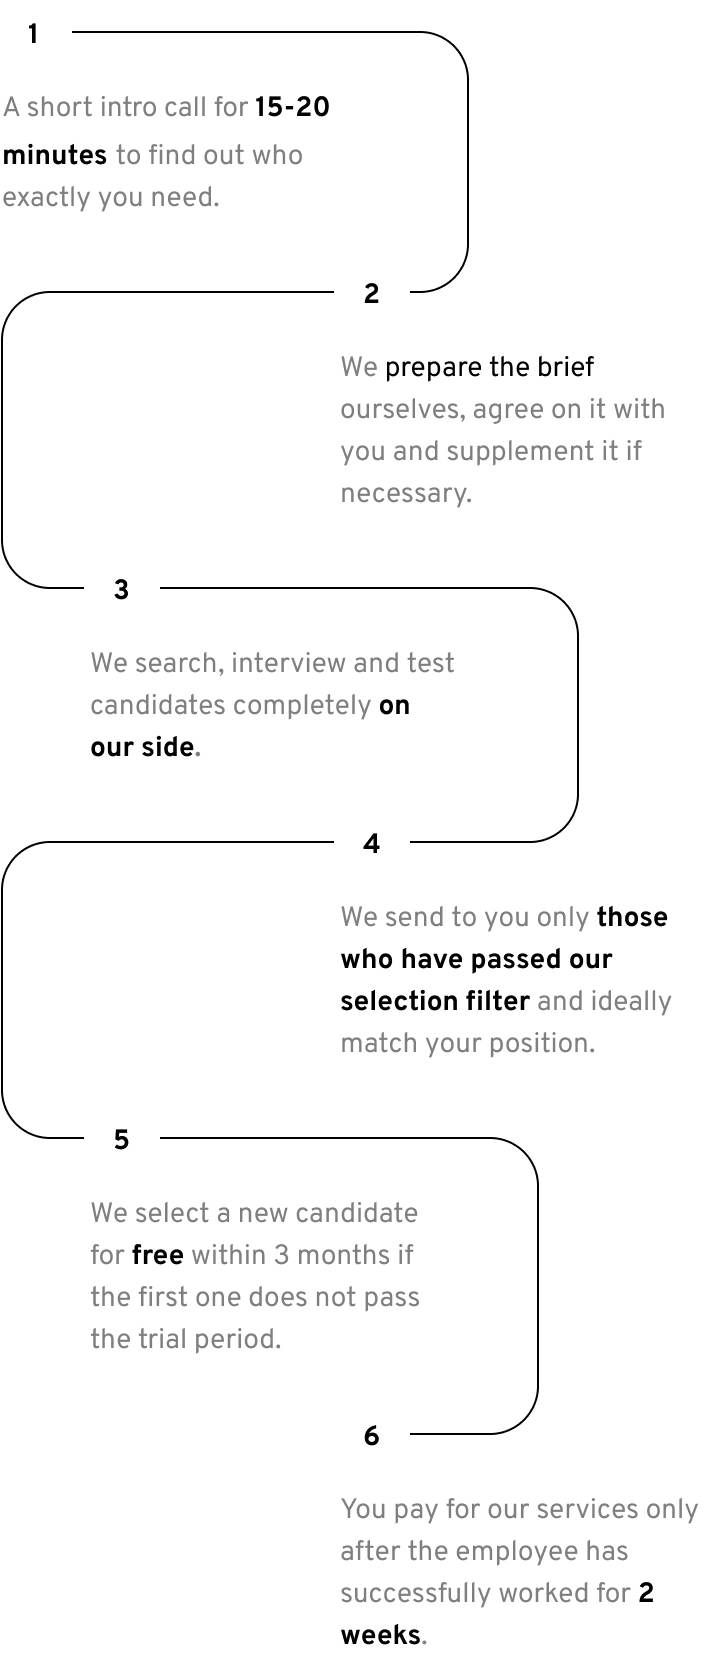 1
A short intro call for 15-20
minutes to find out who
exactly you need.
2
We prepare the brief
ourselves, agree on it with
you and supplement it if
necessary.
3
We search, interview and test
candidates completely on
our side.
4
We send to you only those
who have passed our
selection filter and ideally
match your position.
5
We select a new candidate
for free within 3 months if
the first one does not pass
the trial period.
6
You pay for our services only
after the employee has
successfully worked for 2
weeks.